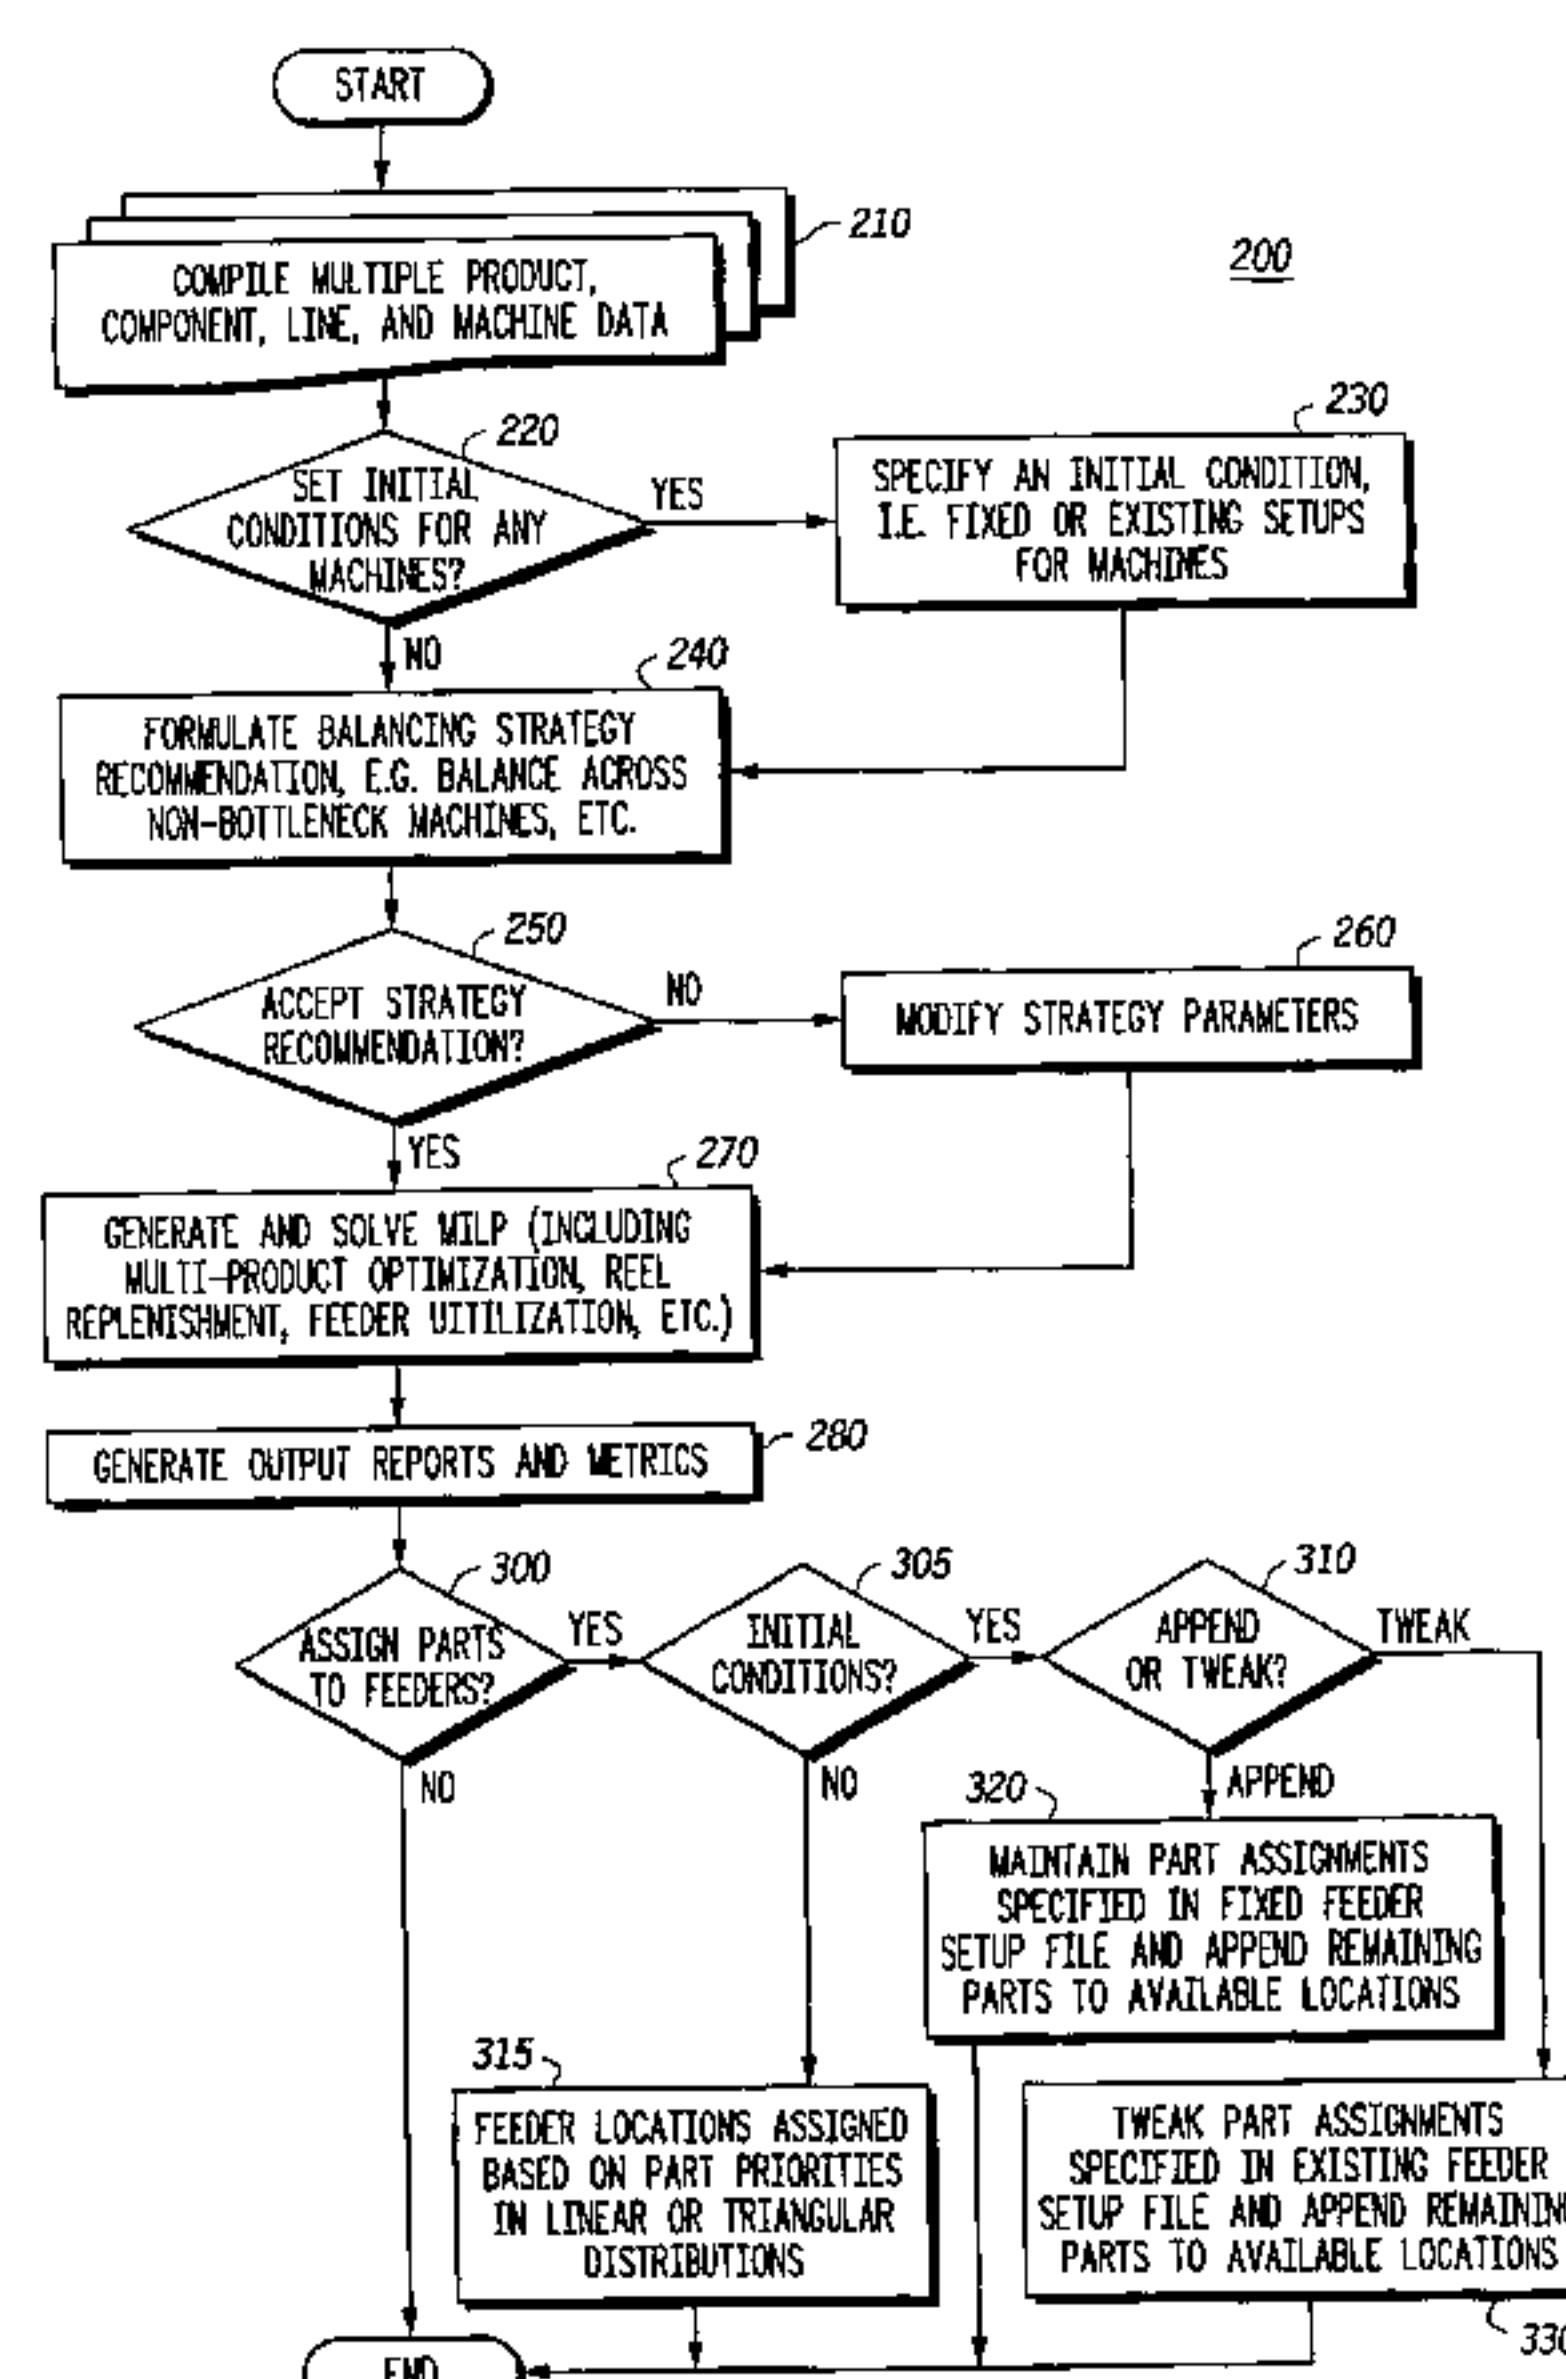 START
210
200
COMPILE MULTIPLE PRODUCT,
COMPONENT, LINE, AND MACHINE DATA
220
SET INITIAL
CONDITIONS FOR ANY
MACHINES?
YES
230
SPECIFY AN INITIAL CONDITION,
I.E. FIXED OR EXISTING SETUPS
FOR MACHINES
NO
240
FORMULATE BALANCING STRATEGY
RECOMMENDATION, E.G. BALANCE ACROSS
NON-BOTTLENECK MACHINES, ETC.
250
ACCEPT STRATEGY
RECOMMENDATION?
NO
260
MODIFY STRATEGY PARAMETERS
YES
270
GENERATE AND SOLVE MILP (INCLUDING
MULTI-PRODUCT OPTIMIZATION, REEL
REPLENISHMENT, FEEDER UITILIZATION, ETC.)
280
GENERATE OUTPUT REPORTS AND METRICS
300
ASSIGN PARTS
TO FEEDERS?
YES
305
INITIAL
CONDITIONS?
YES
310
APPEND
OR TWEAK?
TWEAK
NO
NO
APPEND
320
MAINTAIN PART ASSIGNMENTS
SPECIFIED IN FIXED FEEDER
SETUP FILE AND APPEND REMAINING
PARTS TO AVAILABLE LOCATIONS
315
FEEDER LOCATIONS ASSIGNED
BASED ON PART PRIORITIES
IN LINEAR OR TRIANGULAR
DISTRIBUTIONS
TWEAK PART ASSIGNMENTS
SPECIFIED IN EXISTING FEEDER
SETUP FILE AND APPEND REMAINING
PARTS TO AVAILABLE LOCATIONS
330
END